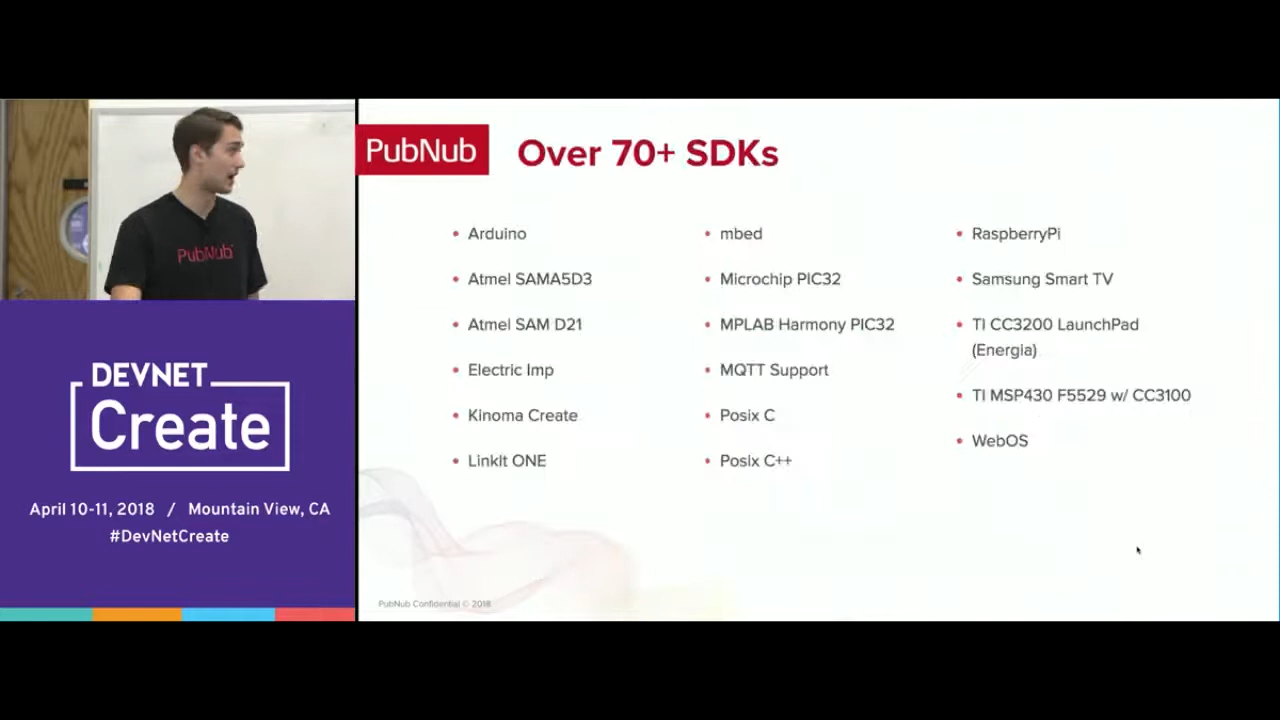 PubNub
DEVNET
Create
April 10-11, 2018 / Mountain View, CA
#DevNetCreate
PubNub
Over 70+ SDKs
• Arduino
• Atmel SAMA5D3
• Atmel SAM D21
• Electric Imp
• Kinoma Create
• LinkIt ONE
• mbed
• Microchip PIC32
• MPLAB Harmony PIC32
• MQTT Support
• Posix C
• Posix C++
• RaspberryPi
• Samsung Smart TV
• TI CC3200 LaunchPad
(Energia)
• TI MSP430 F5529 w/ CC3100
• WebOS
PubNub Confidential © 2018